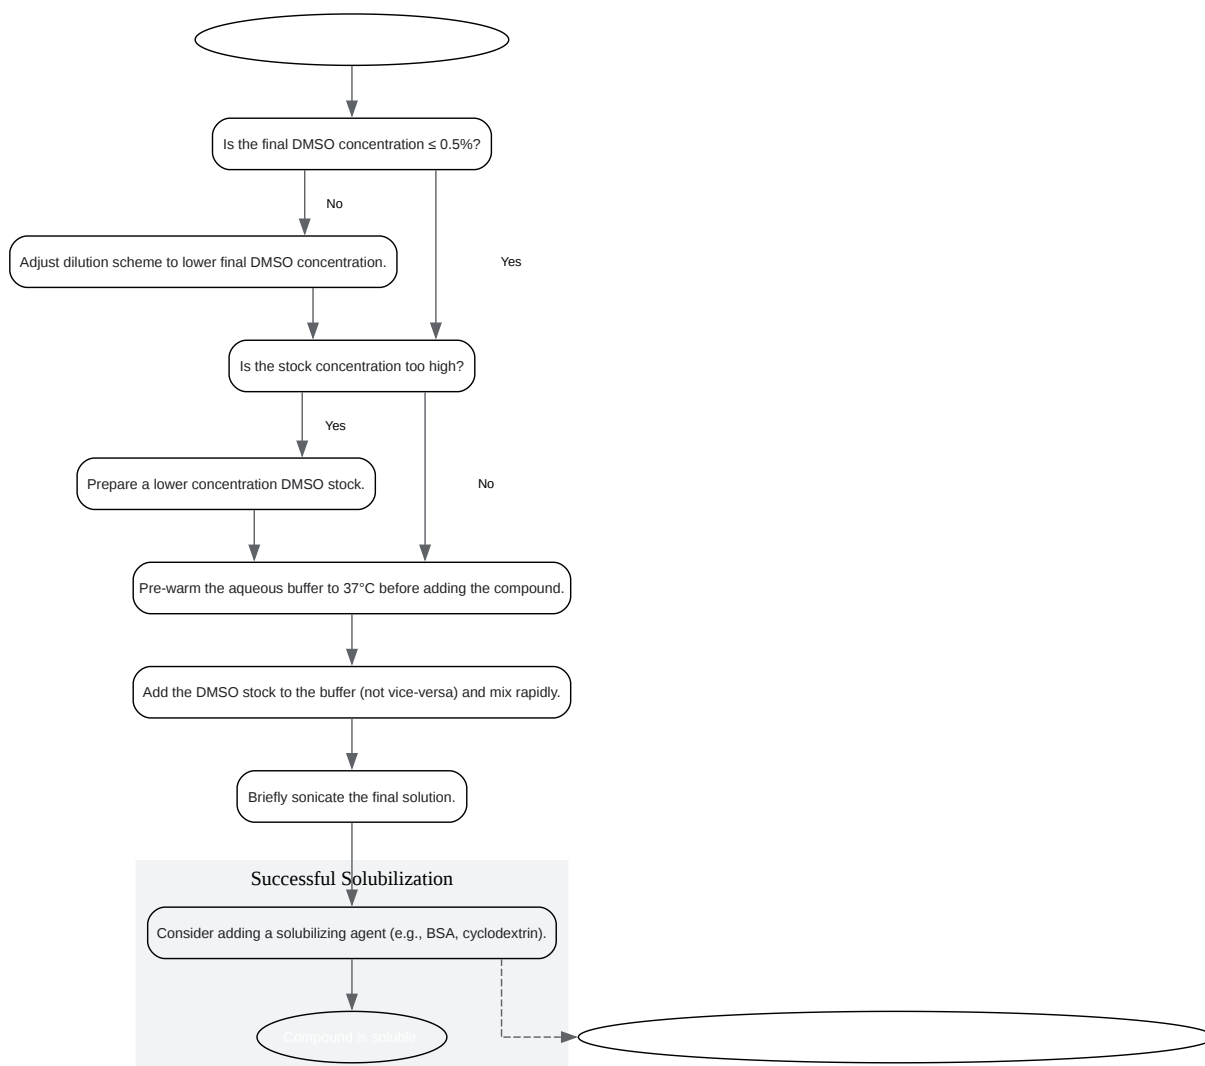 Is the final DMSO concentration ≤ 0.5%?
No
Adjust dilution scheme to lower final DMSO concentration.
Yes
Is the stock concentration too high?
Yes
Prepare a lower concentration DMSO stock.
No
Pre-warm the aqueous buffer to 37°C before adding the compound.
Add the DMSO stock to the buffer (not vice-versa) and mix rapidly.
Briefly sonicate the final solution.
Successful Solubilization
Consider adding a solubilizing agent (e.g., BSA, cyclodextrin).
Compound is soluble.